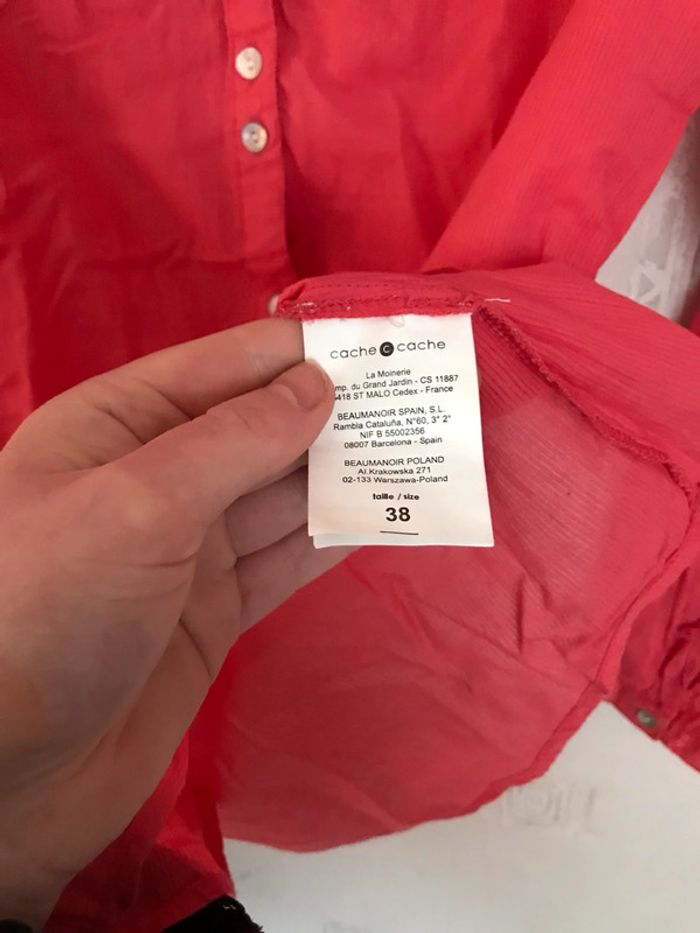 cache c cache
La Moinerie
mp. du Grand Jardin - CS 11887
418 ST MALO Cedex - France
BEAUMANOIR SPAIN, S.L.
Rambla Cataluña, N°60, 3° 2°
NIF B 55002356
08007 Barcelona - Spain
BEAUMANOIR POLAND
Al.Krakowska 271
02-133 Warszawa-Poland
taille / size
38